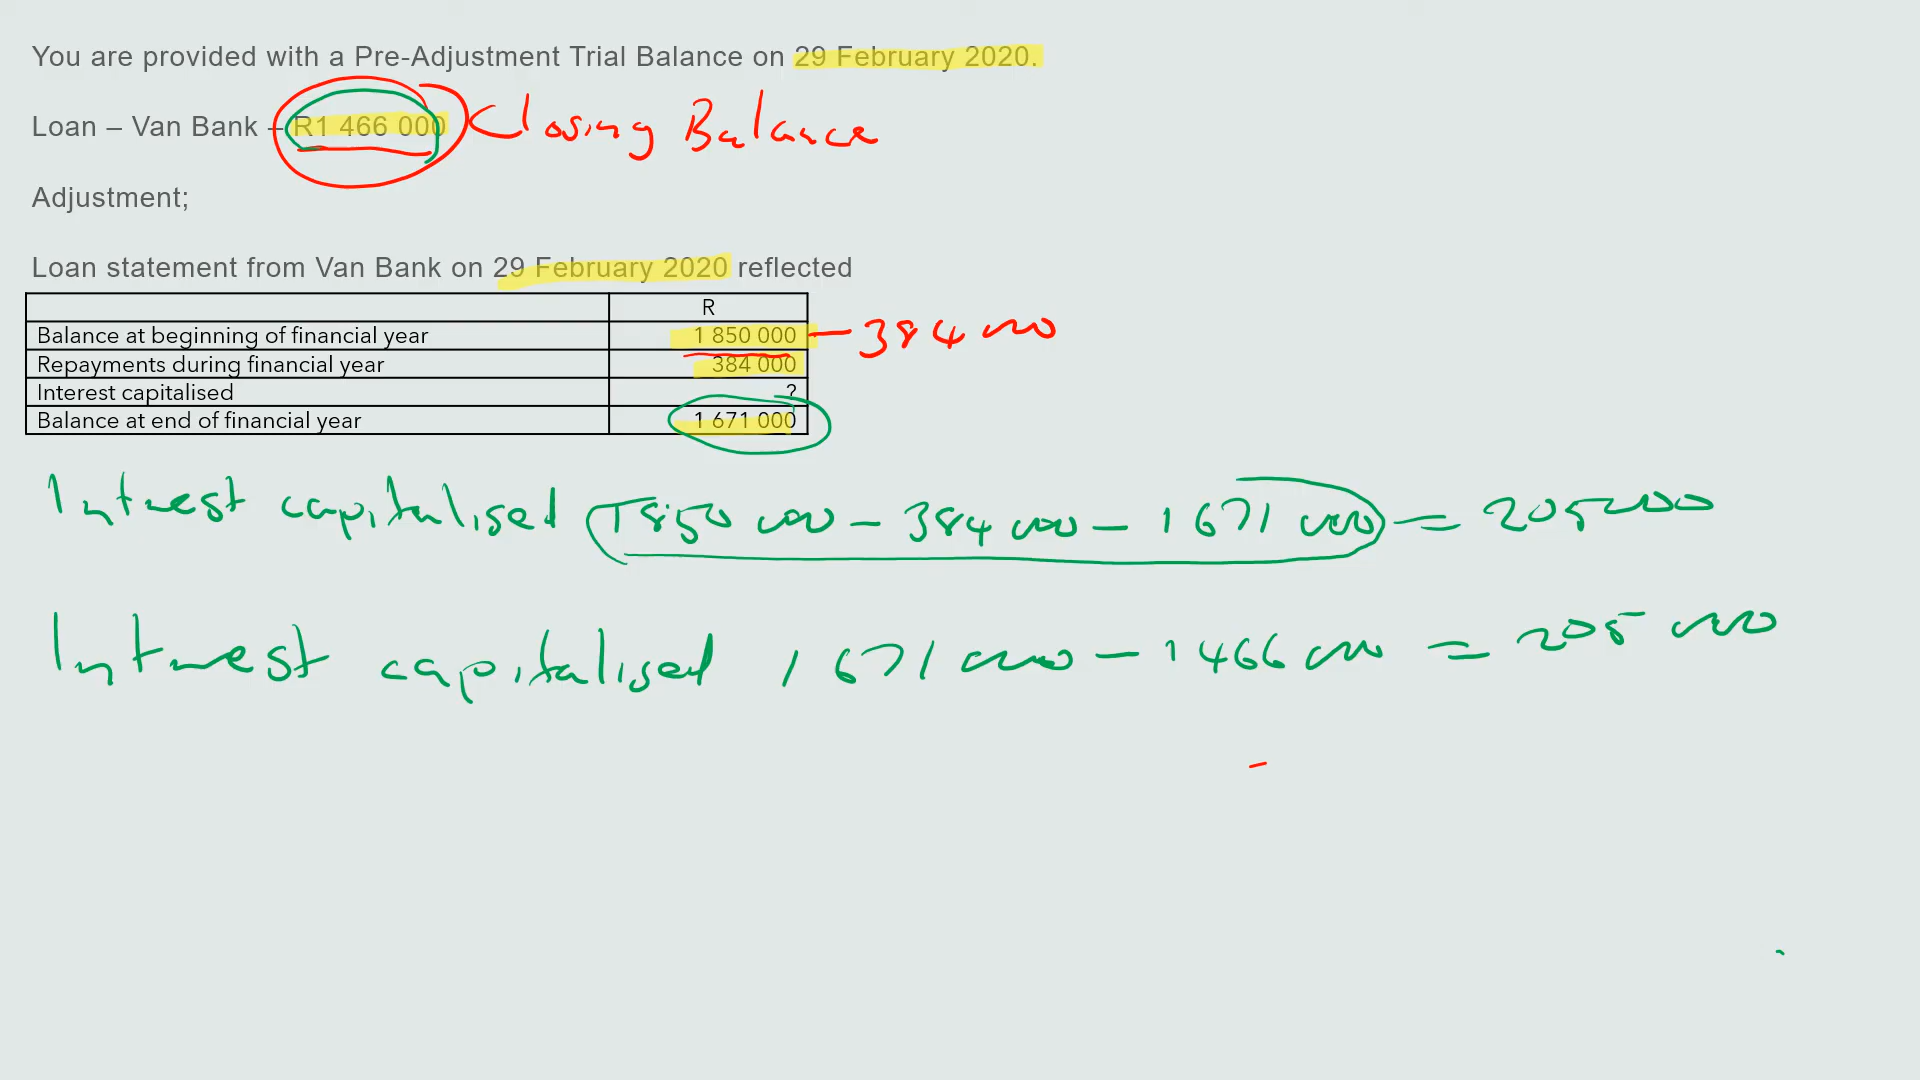 You are provided with a Pre-Adjustment Trial Balance on 29 February 2020.
Loan – Van Bank – R1 466 000 Closing Balance
Adjustment;
Loan statement from Van Bank on 29 February 2020 reflected
R
Balance at beginning of financial year 1 850 000 - 384 000
Repayments during financial year 384 000
Interest capitalised ?
Balance at end of financial year 1 671 000
Interest capitalised 1 850 000 - 384 000 - 1 671 000 = 205 000
Interest capitalised 1 671 000 - 1 466 000 = 205 000